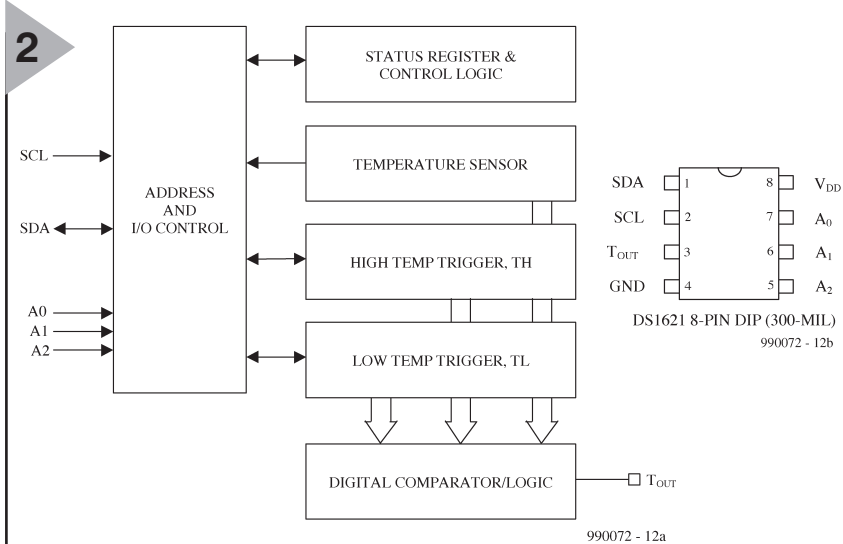 2
STATUS REGISTER &
CONTROL LOGIC
SCL
TEMPERATURE SENSOR
ADDRESS
AND
I/O CONTROL
SDA
HIGH TEMP TRIGGER, TH
A0
A1
A2
LOW TEMP TRIGGER, TL
DIGITAL COMPARATOR/LOGIC
TOUT
990072 - 12a
SDA 1 8 VDD
SCL 2 7 A0
TOUT 3 6 A1
GND 4 5 A2
DS1621 8-PIN DIP (300-MIL)
990072 - 12b